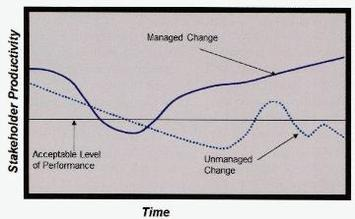 Stakeholder Productivity
Managed Change
Acceptable Level
of Performance
Unmanaged
Change
Time